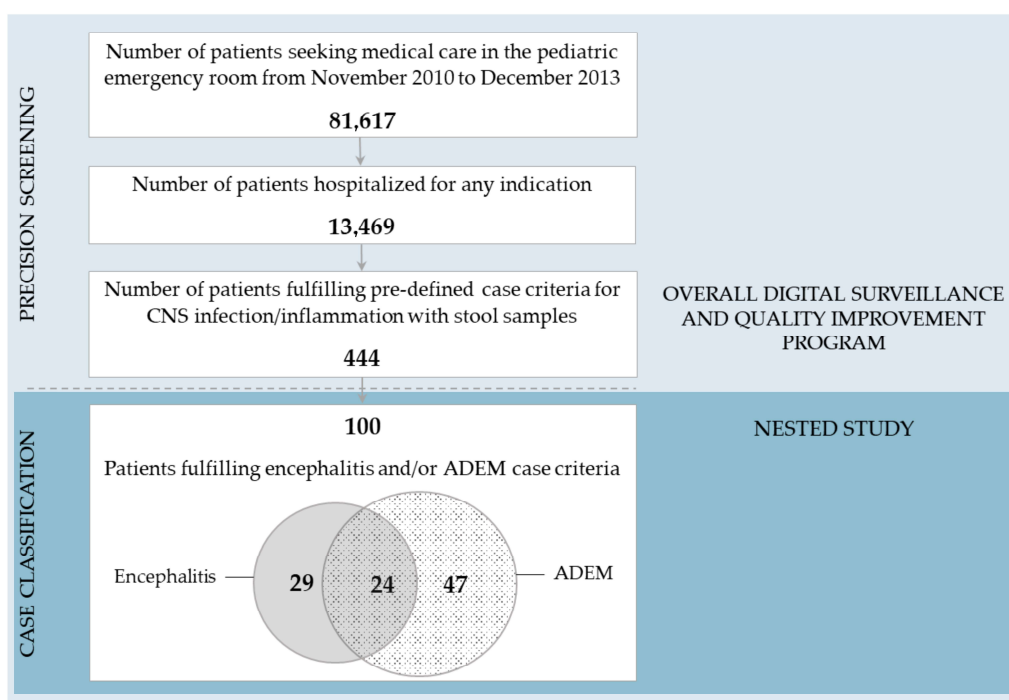 PRECISION SCREENING
Number of patients seeking medical care in the pediatric
emergency room from November 2010 to December 2013
81,617
Number of patients hospitalized for any indication
13,469
Number of patients fulfilling pre-defined case criteria for
CNS infection/inflammation with stool samples
444
OVERALL DIGITAL SURVEILLANCE
AND QUALITY IMPROVEMENT
PROGRAM
CASE CLASSIFICATION
100
Patients fulfilling encephalitis and/or ADEM case criteria
Encephalitis
29
24
47
ADEM
NESTED STUDY